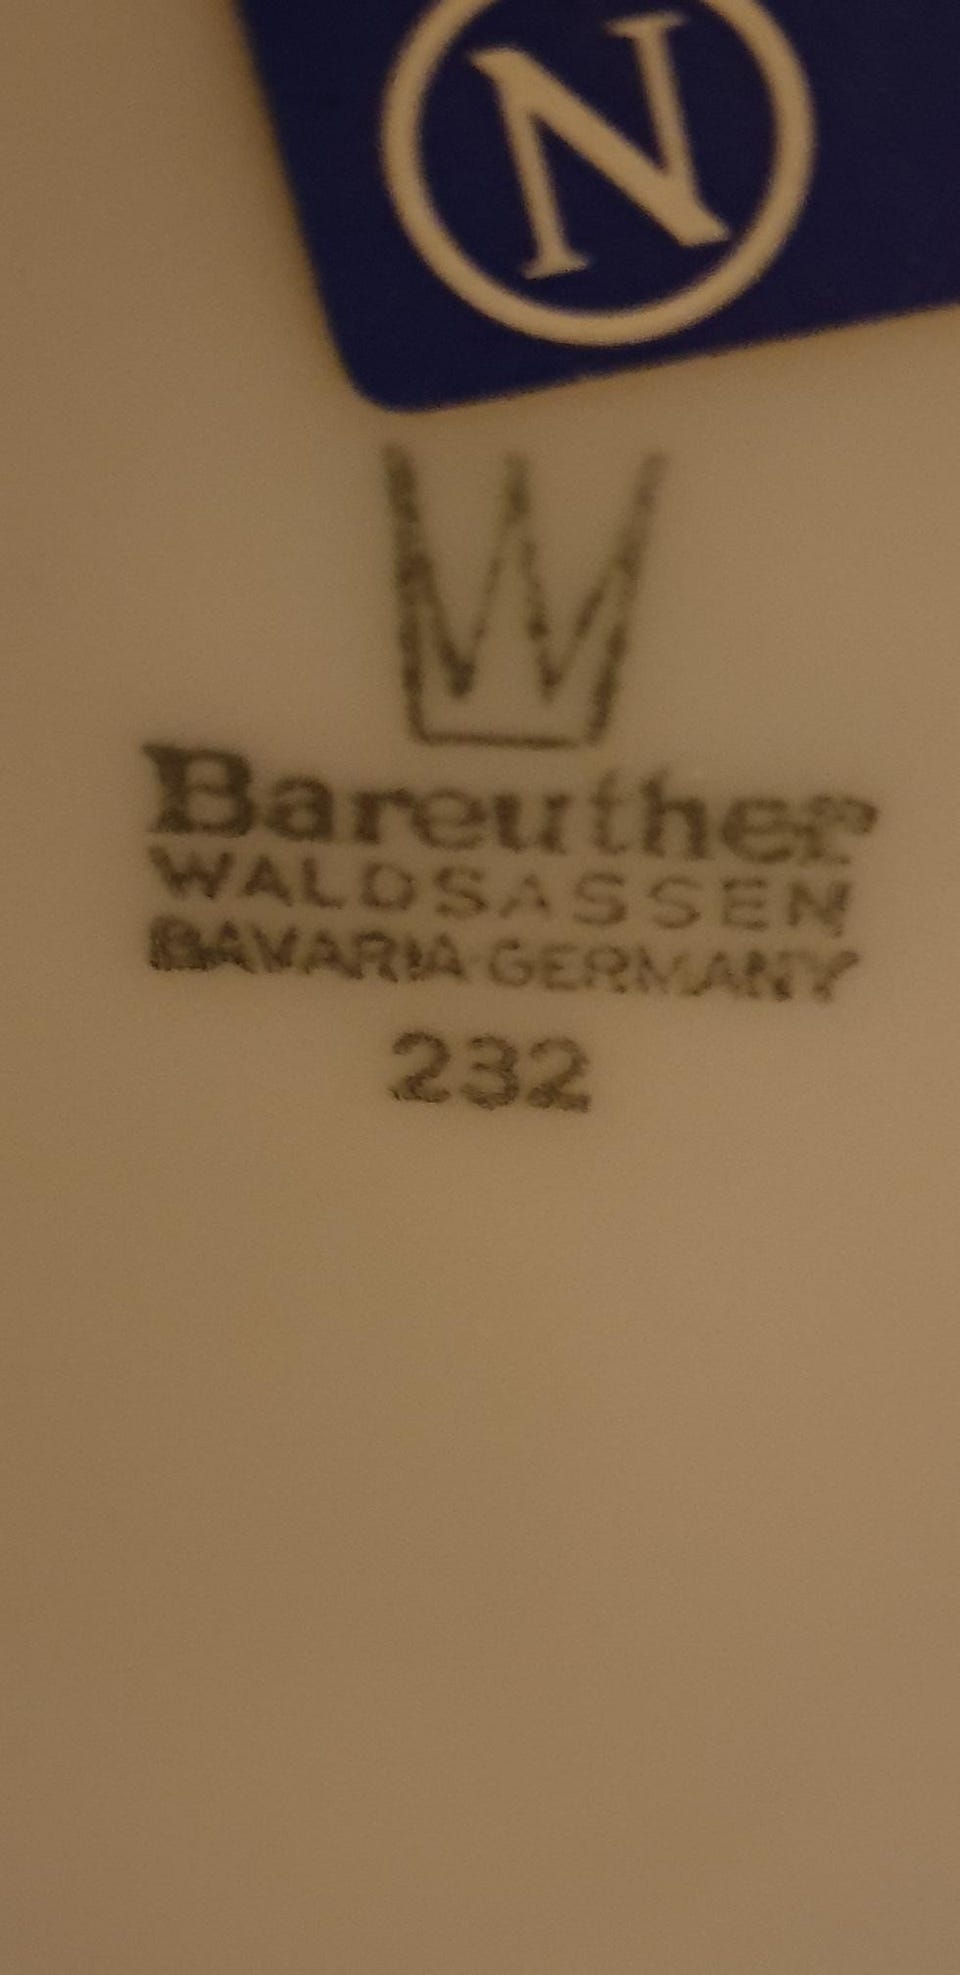 N
Bareuther
WALDSASSEN
BAVARIA GERMANY
232